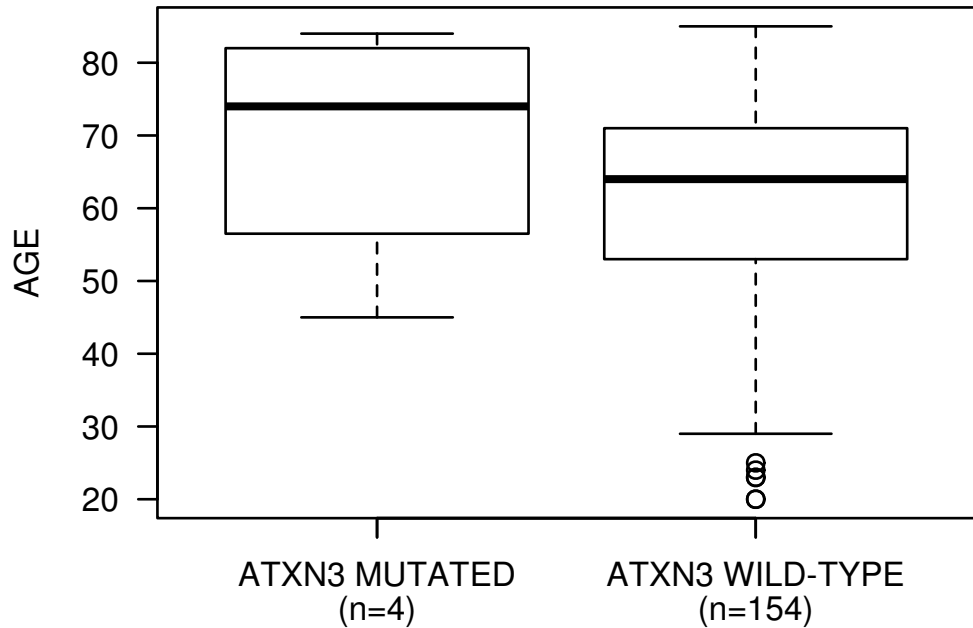 AGE
80
70
60
50
40
30
20
ATXN3 MUTATED
(n=4)
ATXN3 WILD-TYPE
(n=154)